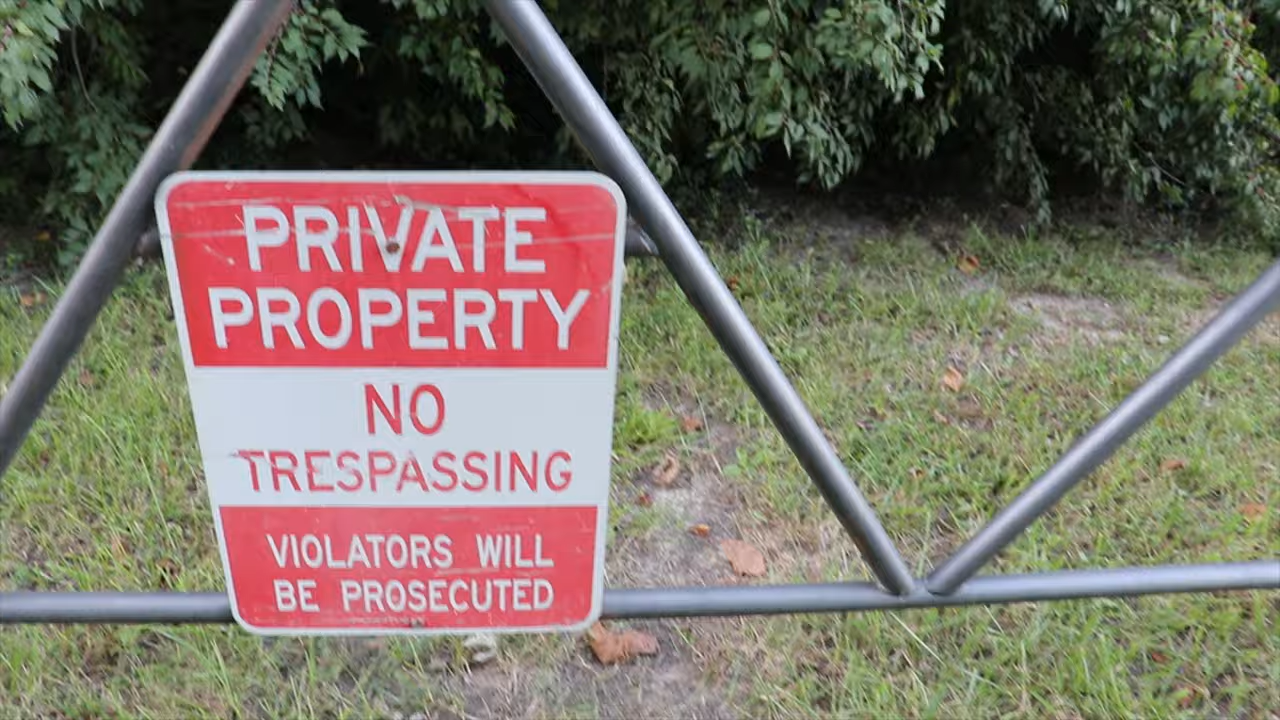 PRIVATE
PROPERTY
NO
TRESPASSING
VIOLATORS WILL
BE PROSECUTED